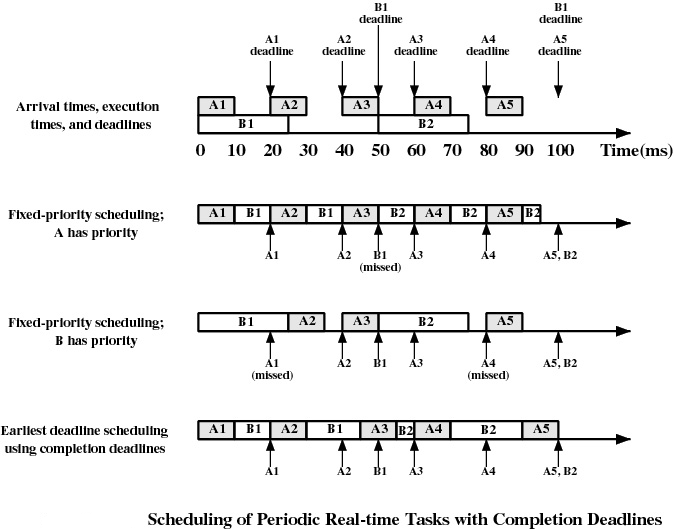 B1
deadline
B1
deadline
A1
deadline
A2
deadline
A3
deadline
A4
deadline
A5
deadline
Arrival times, execution
times, and deadlines
A1 A2 A3 A4 A5
B1 B2
0 10 20 30 40 50 60 70 80 90 100 Time(ms)
Fixed-priority scheduling;
A has priority
A1 B1 A2 B1 A3 B2 A4 B2 A5 B2
A1 A2 B1 A3 A4 A5, B2
(missed)
Fixed-priority scheduling;
B has priority
B1 A2 A3 B2 A5
A1 A2 B1 A3 A4 A5, B2
(missed) (missed)
Earliest deadline scheduling
using completion deadlines
A1 B1 A2 B1 A3 B2 A4 B2 A5
A1 A2 B1 A3 A4 A5, B2
Scheduling of Periodic Real-time Tasks with Completion Deadlines